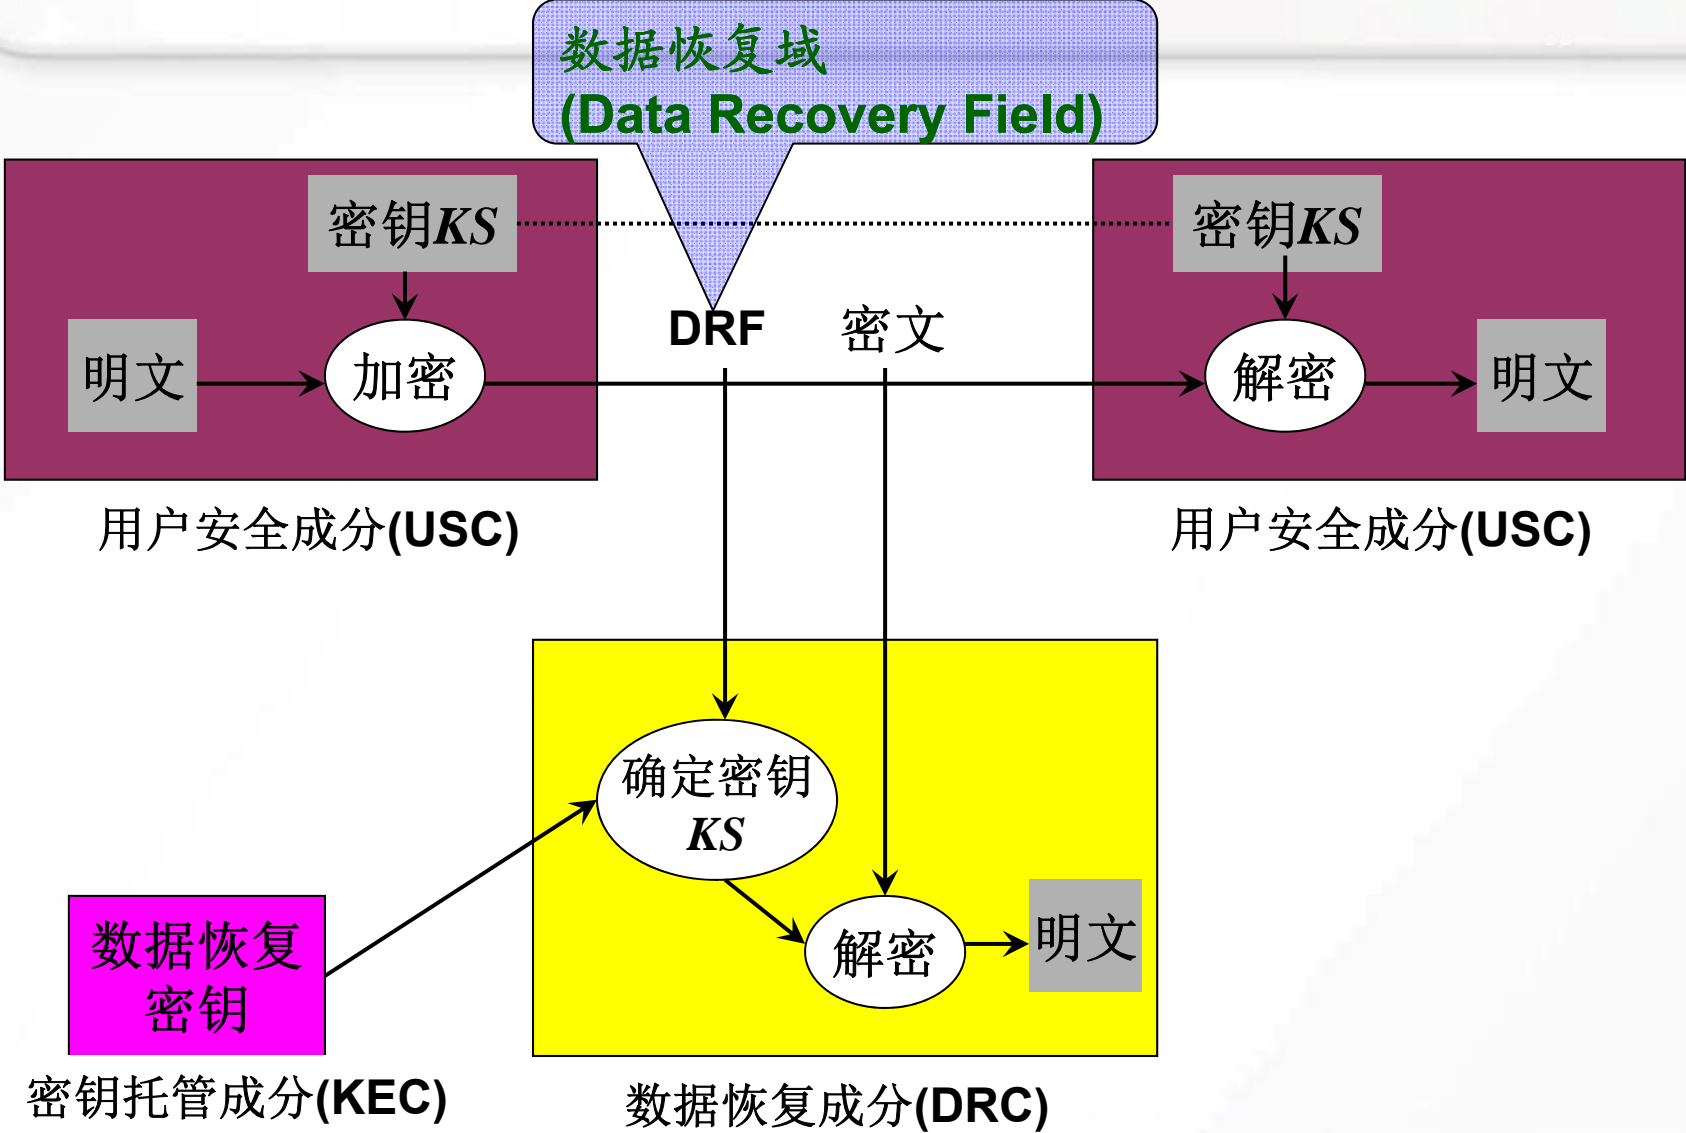 数据恢复域
(Data Recovery Field)
密钥KS
密钥KS
DRF
密文
明文
加密
解密
明文
用户安全成分(USC)
用户安全成分(USC)
确定密钥
KS
数据恢复
密钥
解密
明文
密钥托管成分(KEC)
数据恢复成分(DRC)